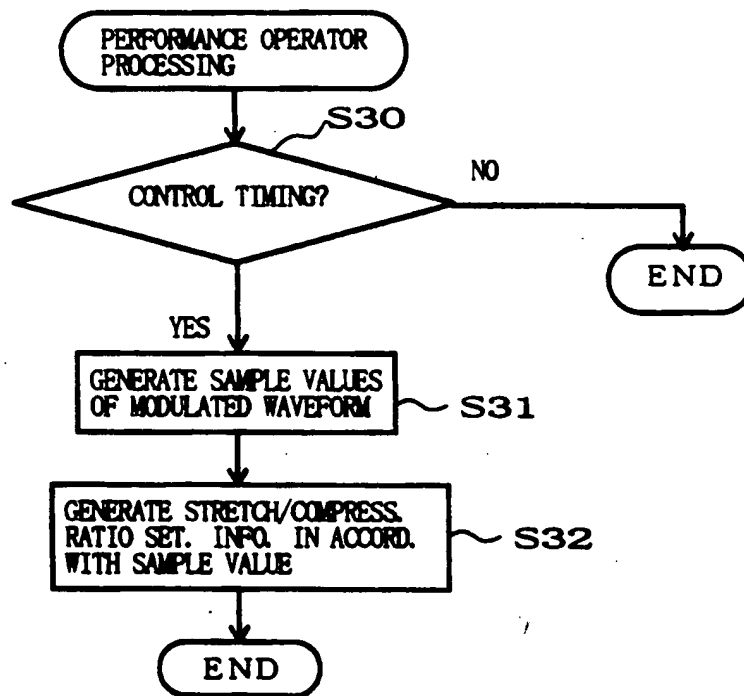 PERFORMANCE OPERATOR
PROCESSING
S30
CONTROL TIMING?
NO
END
YES
GENERATE SAMPLE VALUES
OF MODULATED WAVEFORM
S31
GENERATE STRETCH/COMPRESS.
RATIO SET. INFO. IN ACCORD.
WITH SAMPLE VALUE
S32
END